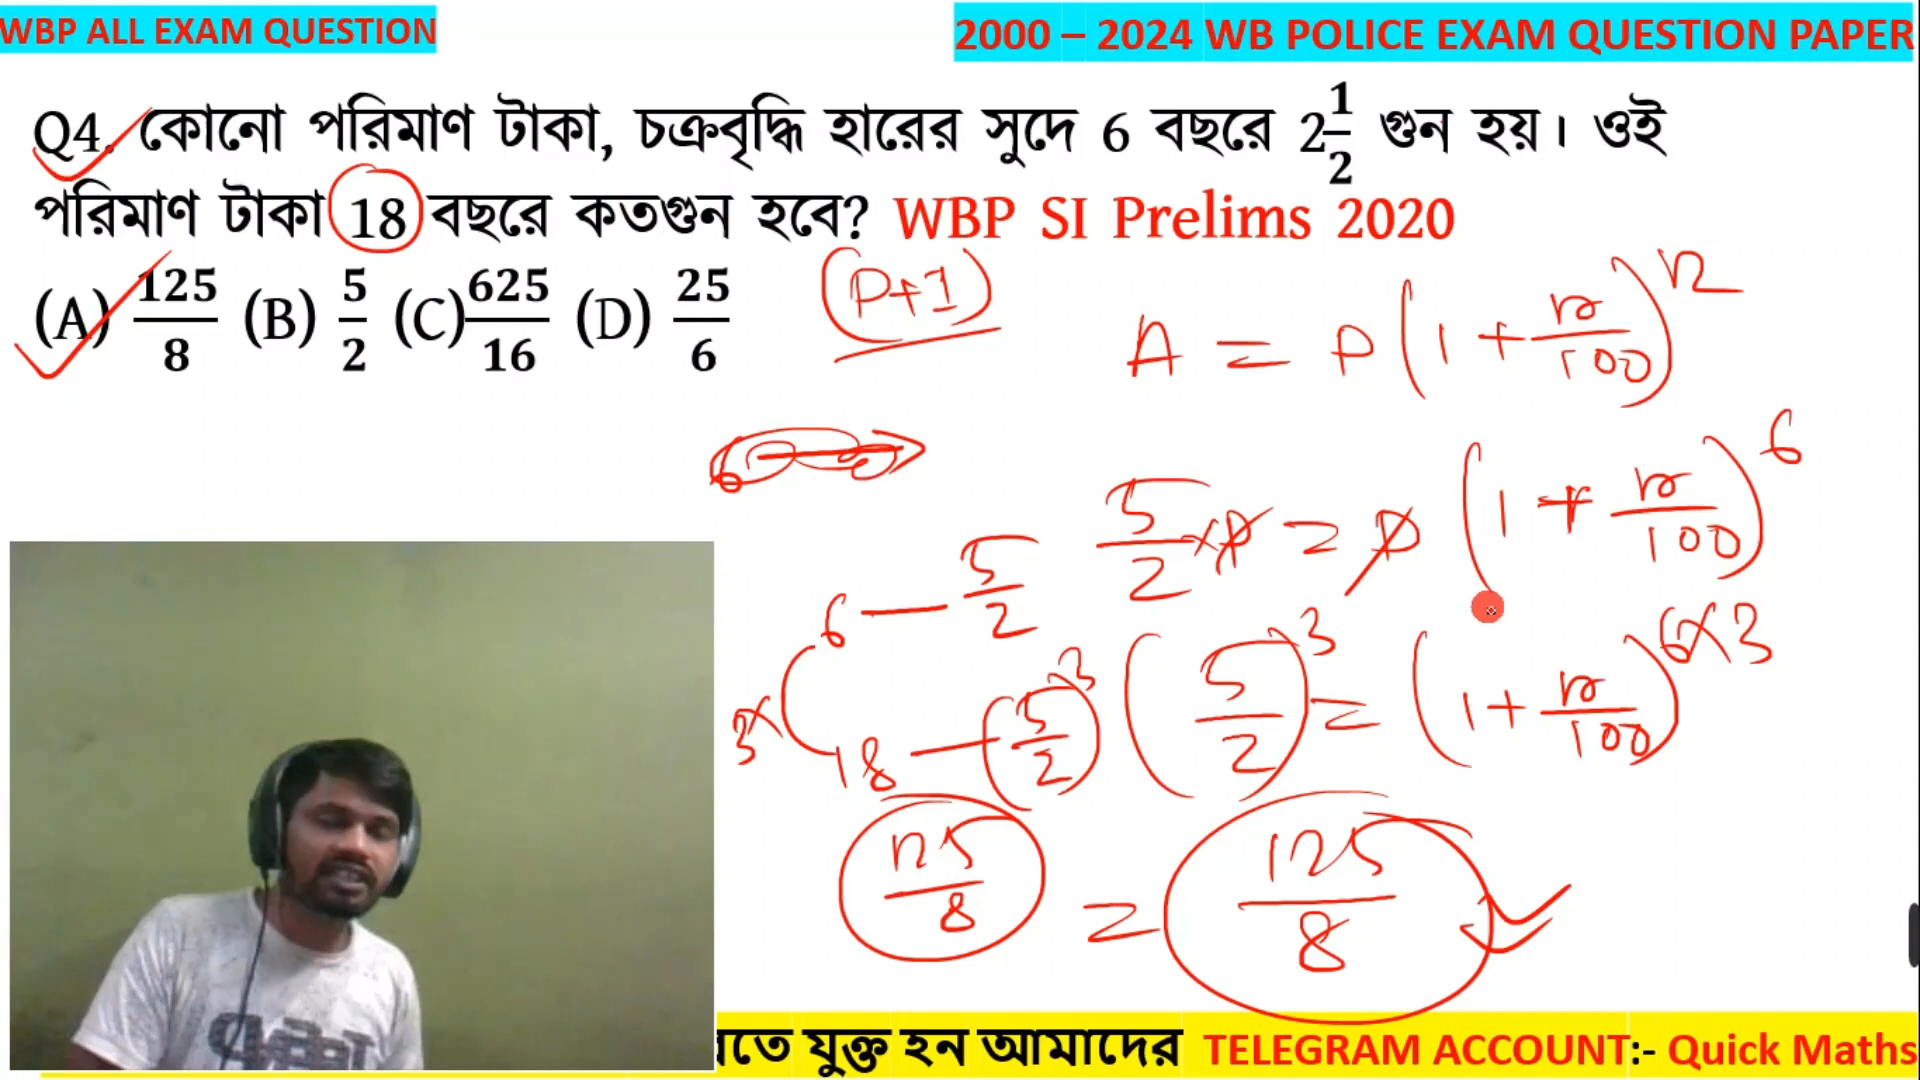 WBP ALL EXAM QUESTION
2000 – 2024 WB POLICE EXAM QUESTION PAPER
Q4. কোনো পরিমাণ টাকা, চক্রবৃদ্ধি হারের সুদে 6 বছরে 2 1/2 গুন হয়। ওই
পরিমাণ টাকা 18 বছরে কতগুন হবে? WBP SI Prelims 2020
(A) 125/8 (B) 5/2 (C) 625/16 (D) 25/6
(P+I)
A = P(1 + r/100)^n
5/2 × P = P (1 + r/100)^6
6 — 5/2
3×
18 — (5/2)^3
(5/2)^3 = (1 + r/100)^6×3
125/8 = 125/8
তে যুক্ত হন আমাদের TELEGRAM ACCOUNT:- Quick Maths